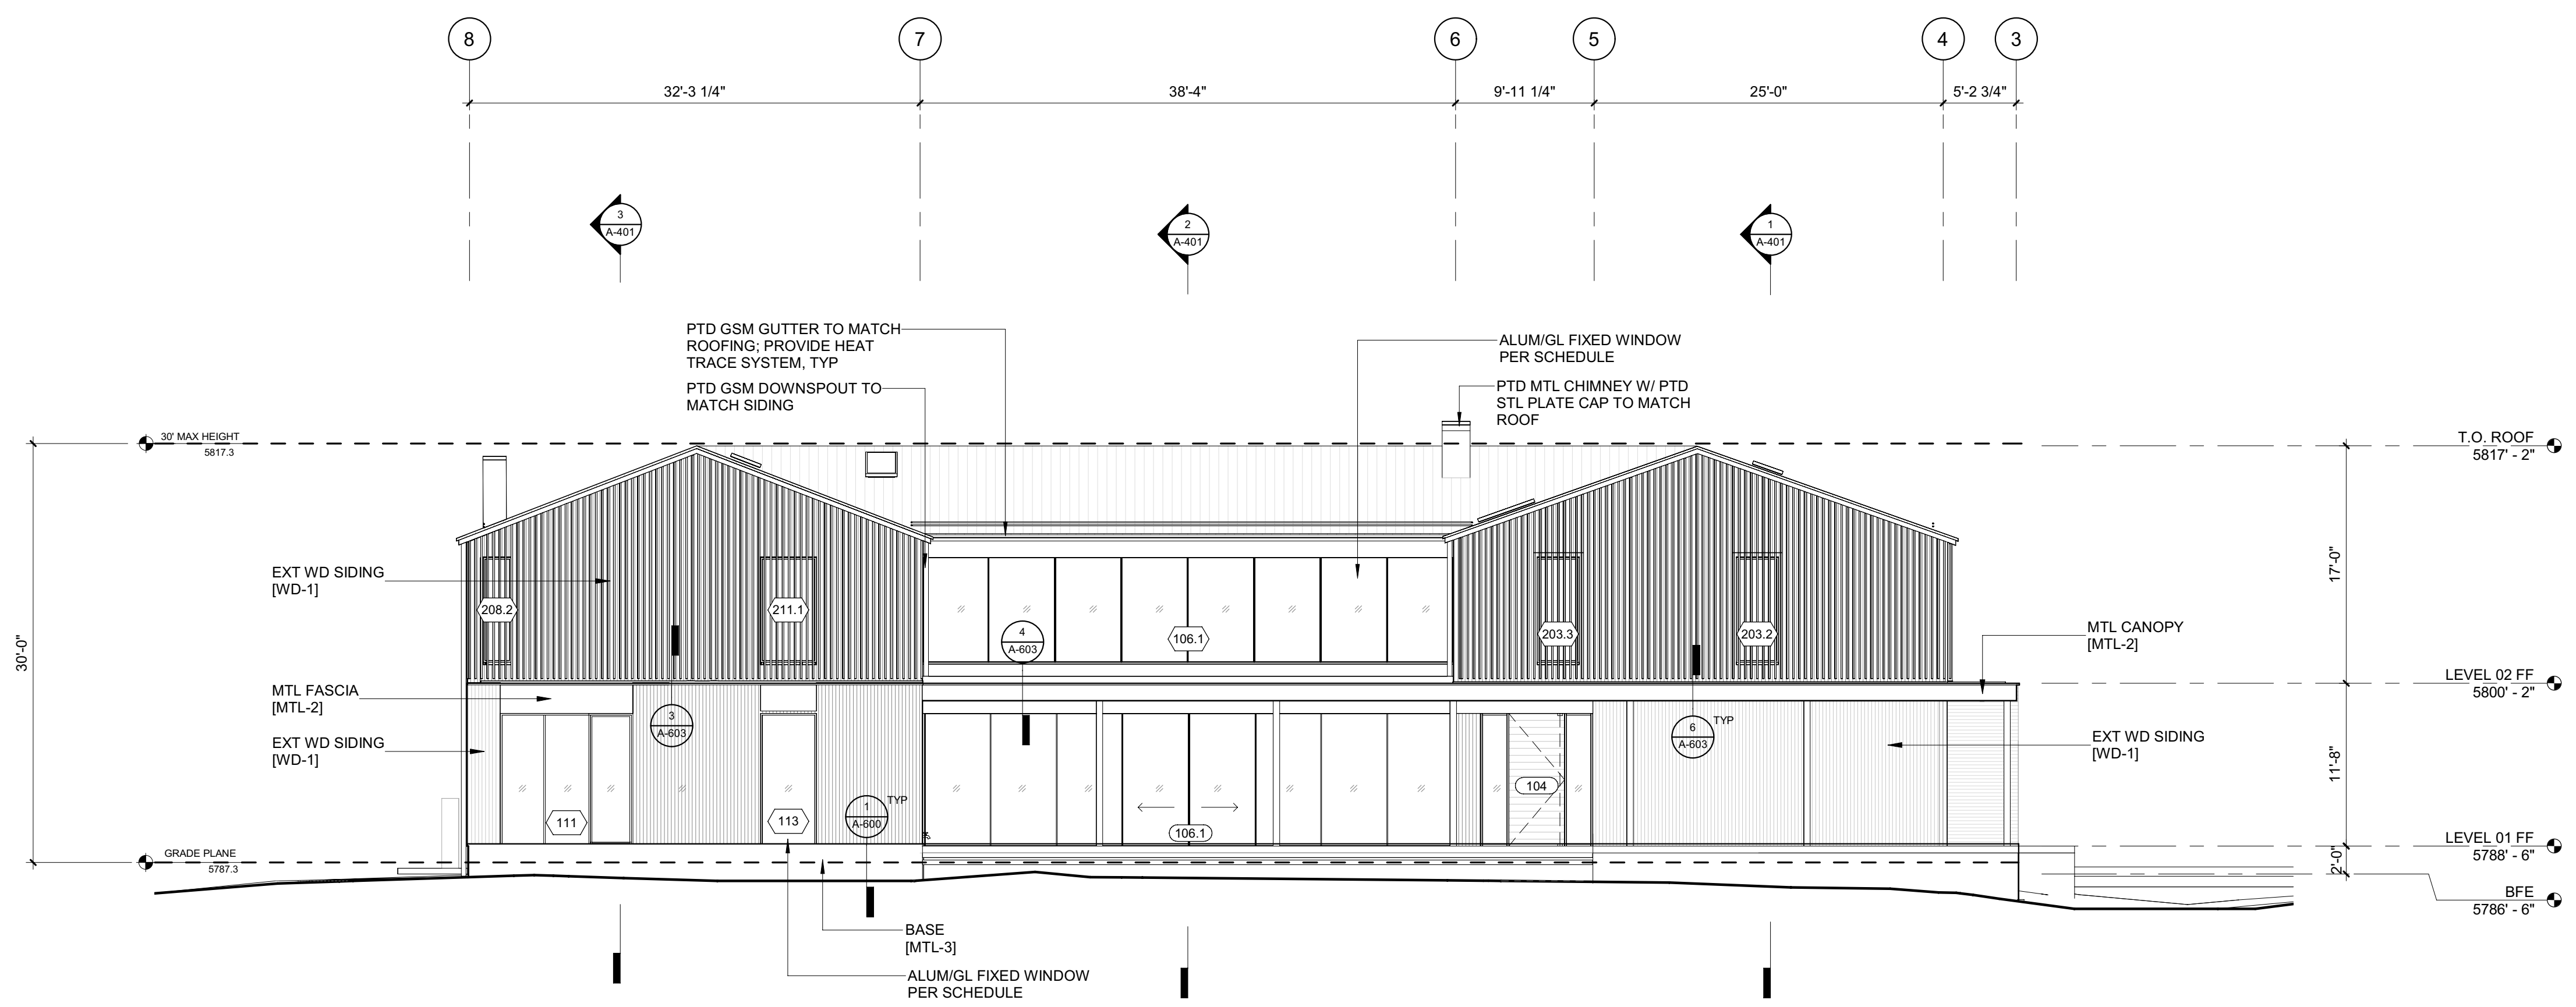 8
7
6
5
4
3
32'-3 1/4"
38'-4"
9'-11 1/4"
25'-0"
5'-2 3/4"
3
A-401
2
A-401
1
A-401
PTD GSM GUTTER TO MATCH
ROOFING; PROVIDE HEAT
TRACE SYSTEM, TYP
PTD GSM DOWNSPOUT TO
MATCH SIDING
ALUM/GL FIXED WINDOW
PER SCHEDULE
PTD MTL CHIMNEY W/ PTD
STL PLATE CAP TO MATCH
ROOF
30' MAX HEIGHT
5817.3
T.O. ROOF
5817' - 2"
EXT WD SIDING
[WD-1]
208.2
211.1
106.1
203.3
203.2
4
A-603
17'-0"
30'-0"
MTL CANOPY
[MTL-2]
MTL FASCIA
[MTL-2]
LEVEL 02 FF
5800' - 2"
EXT WD SIDING
[WD-1]
3
A-603
6
A-603
TYP
EXT WD SIDING
[WD-1]
11'-8"
104
111
113
1
A-600
TYP
106.1
GRADE PLANE
5787.3
LEVEL 01 FF
5788' - 6"
2'-0"
BFE
5786' - 6"
BASE
[MTL-3]
ALUM/GL FIXED WINDOW
PER SCHEDULE